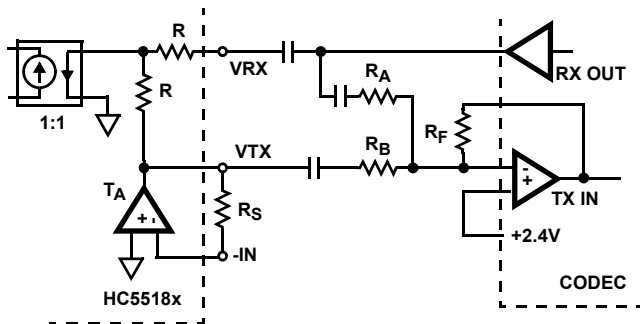 R
VRX
RX OUT
R
RA
1:1
RF
VTX
RB
TA
RS
- +
TX IN
+ -
+2.4V
-IN
HC5518x
CODEC